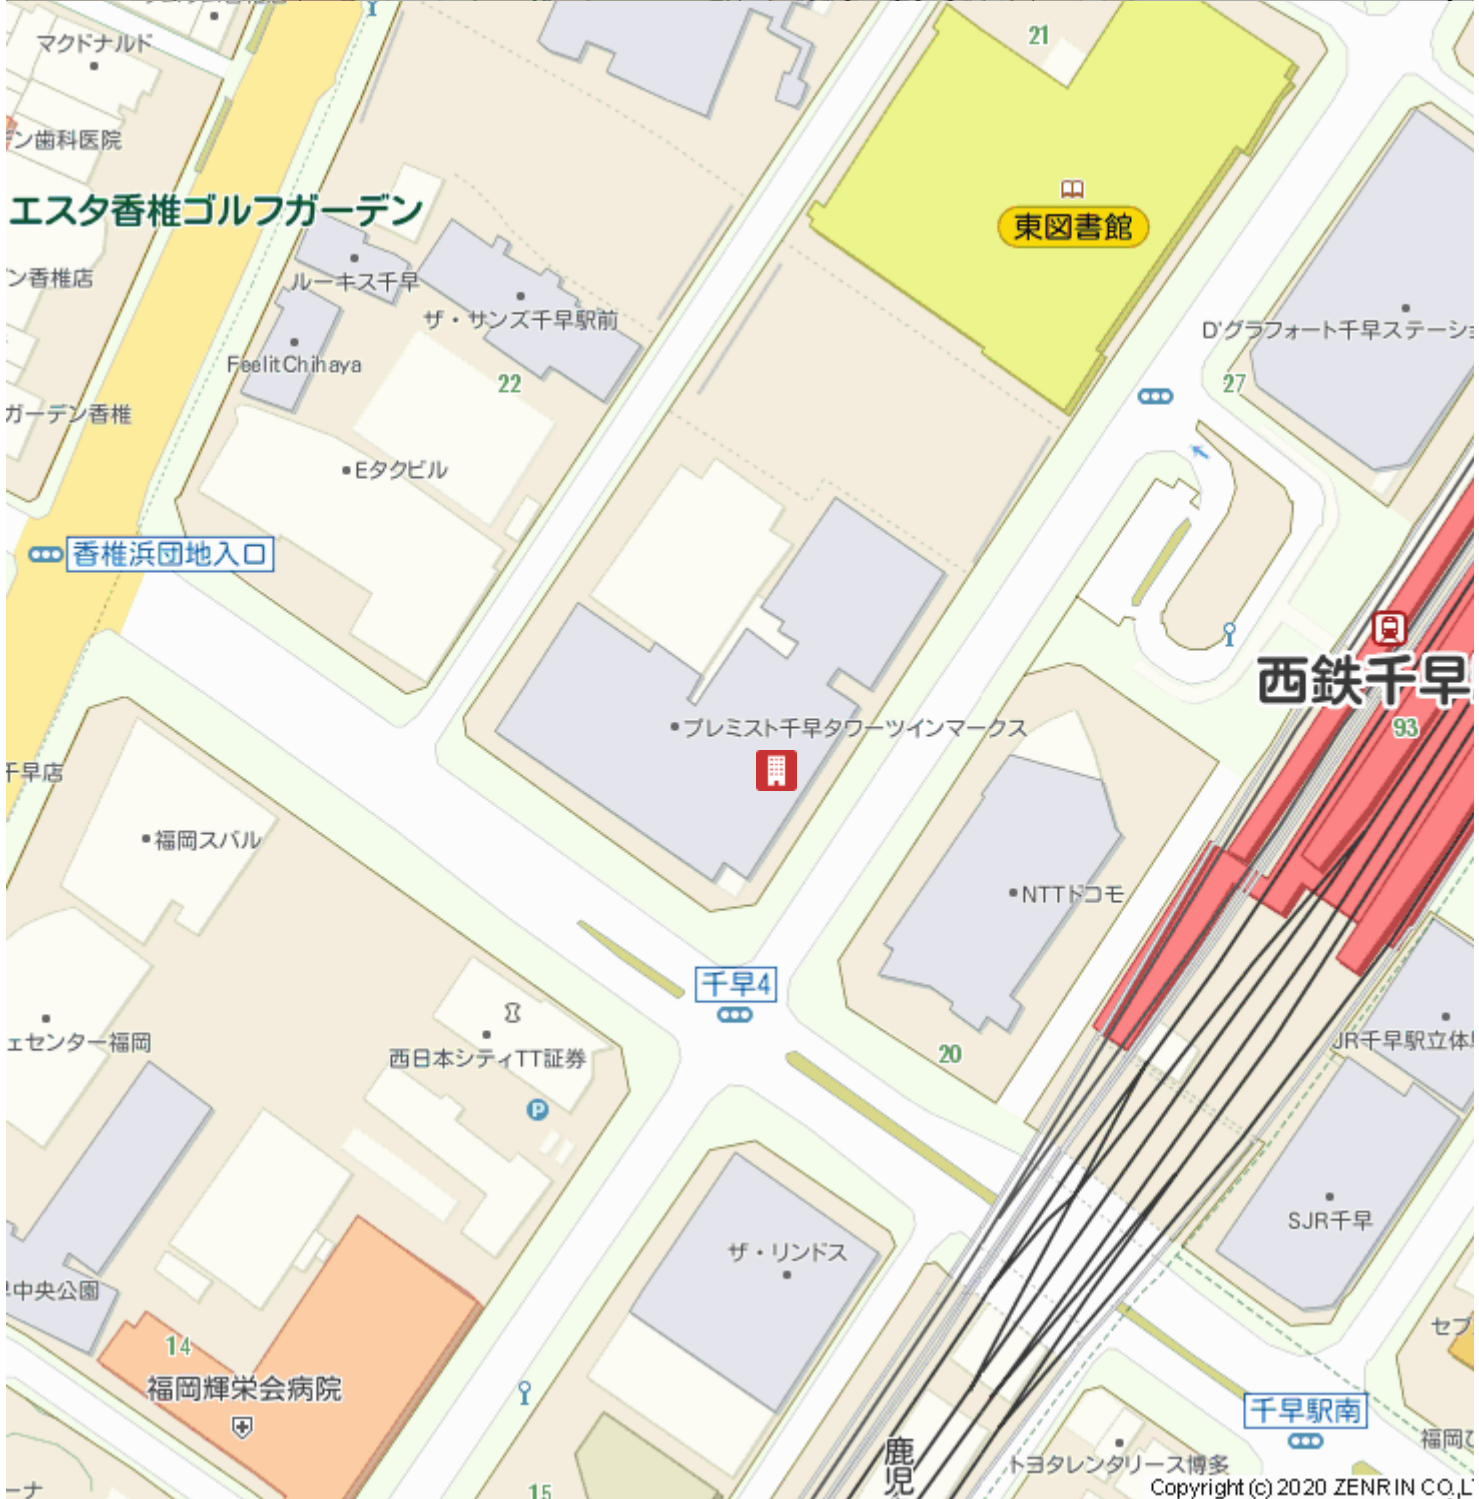 マクドナルド
21
ン歯科医院
エスタ香椎ゴルフガーデン
東図書館
ン香椎店
ルーキス千早
ザ・サンズ千早駅前
D'グラフォート千早ステーショ
FeelitChihaya
22
27
ガーデン香椎
Eタクビル
香椎浜団地入口
西鉄千早
プレミスト千早タワーツインマークス
93
千早店
福岡スバル
NTTドコモ
千早4
ェセンター福岡
西日本シティTT証券
20
JR千早駅立体
P
SJR千早
ザ・リンドス
中央公園
14
セブ
福岡輝栄会病院
千早駅南
鹿児
福岡
トヨタレンタリース博多
ーナ
15
Copyright (c) 2020 ZENRIN CO.,L